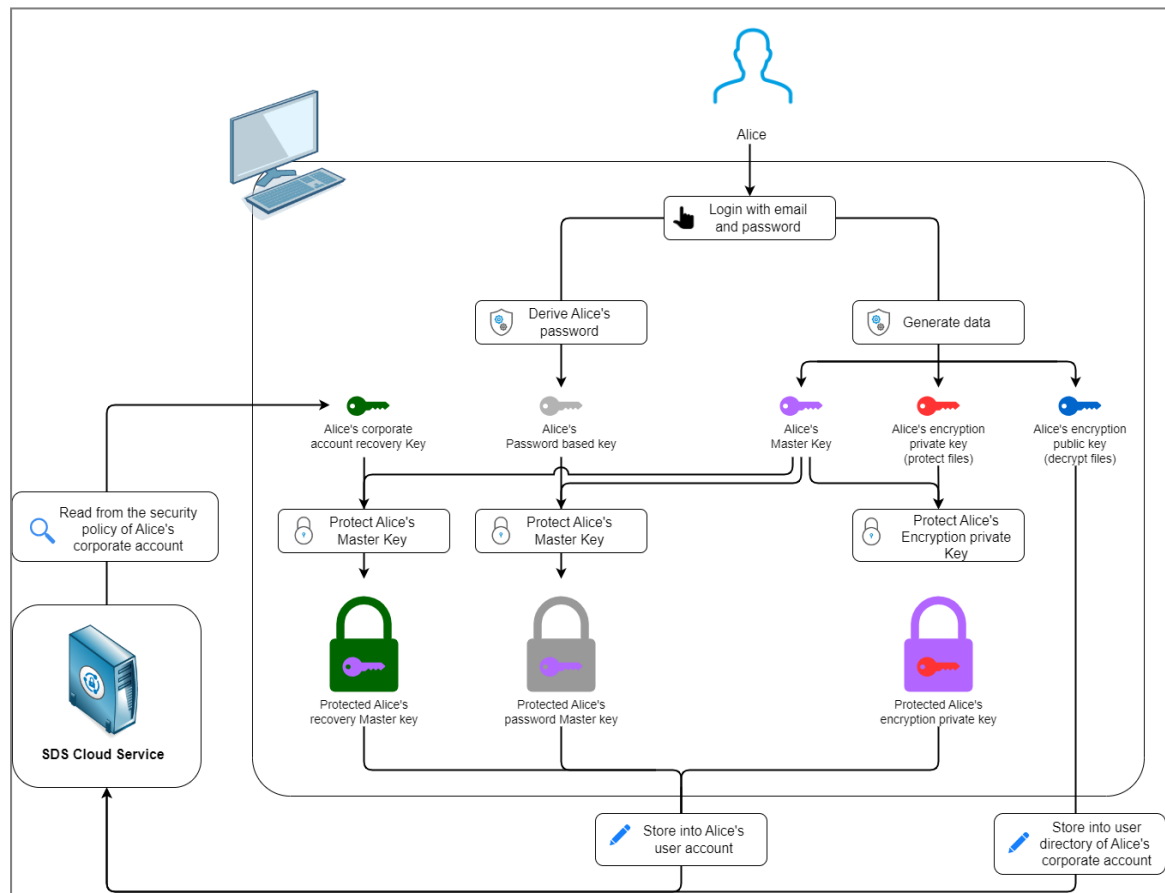 Alice
Login with email
and password
Derive Alice's
password
Generate data
Alice's corporate
account recovery Key
Alice's
Password based key
Alice's
Master Key
Alice's encryption
private key
(protect files)
Alice's encryption
public key
(decrypt files)
Read from the security
policy of Alice's
corporate account
Protect Alice's
Master Key
Protect Alice's
Master Key
Protect Alice's
Encryption private
Key
Protected Alice's
recovery Master key
Protected Alice's
password Master key
Protected Alice's
encryption private key
SDS Cloud Service
Store into Alice's
user account
Store into user
directory of Alice's
corporate account